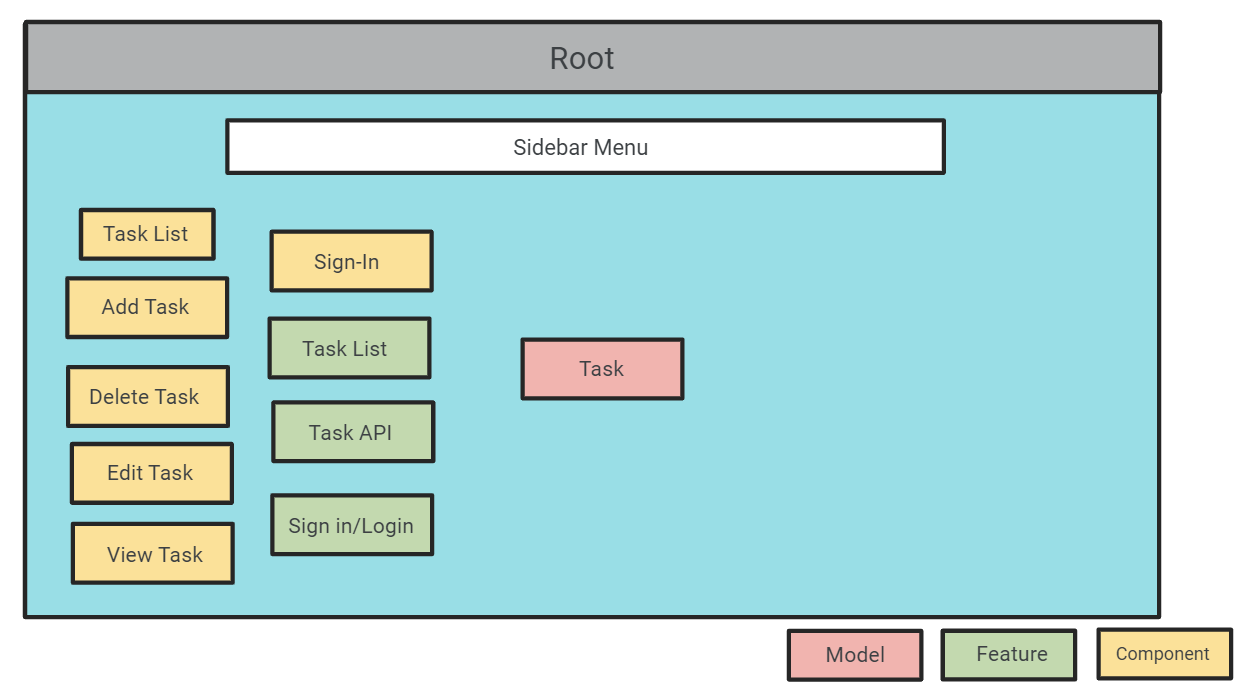 Root
Sidebar Menu
Task List
Add Task
Delete Task
Edit Task
View Task
Sign-In
Task List
Task API
Sign in/Login
Task
Model
Feature
Component